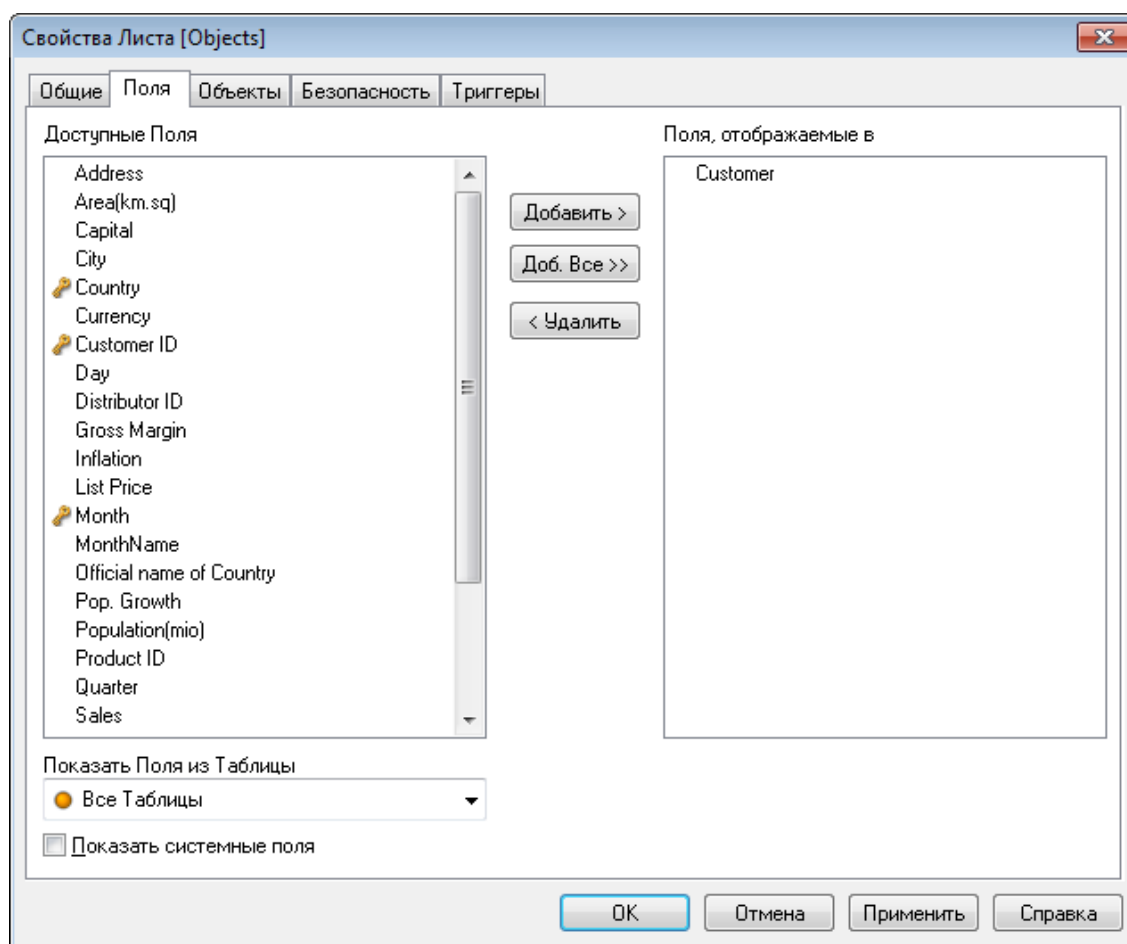 Свойства Листа [Objects]
Общие Поля Объекты Безопасность Триггеры
Доступные Поля
Address
Area(km.sq)
Capital
City
Country
Currency
Customer ID
Day
Distributor ID
Gross Margin
Inflation
List Price
Month
MonthName
Official name of Country
Pop. Growth
Population(mio)
Product ID
Quarter
Sales
Добавить >
Доб. Все >>
< Удалить
Поля, отображаемые в
Customer
Показать Поля из Таблицы
Все Таблицы
Показать системные поля
OK Отмена Применить Справка